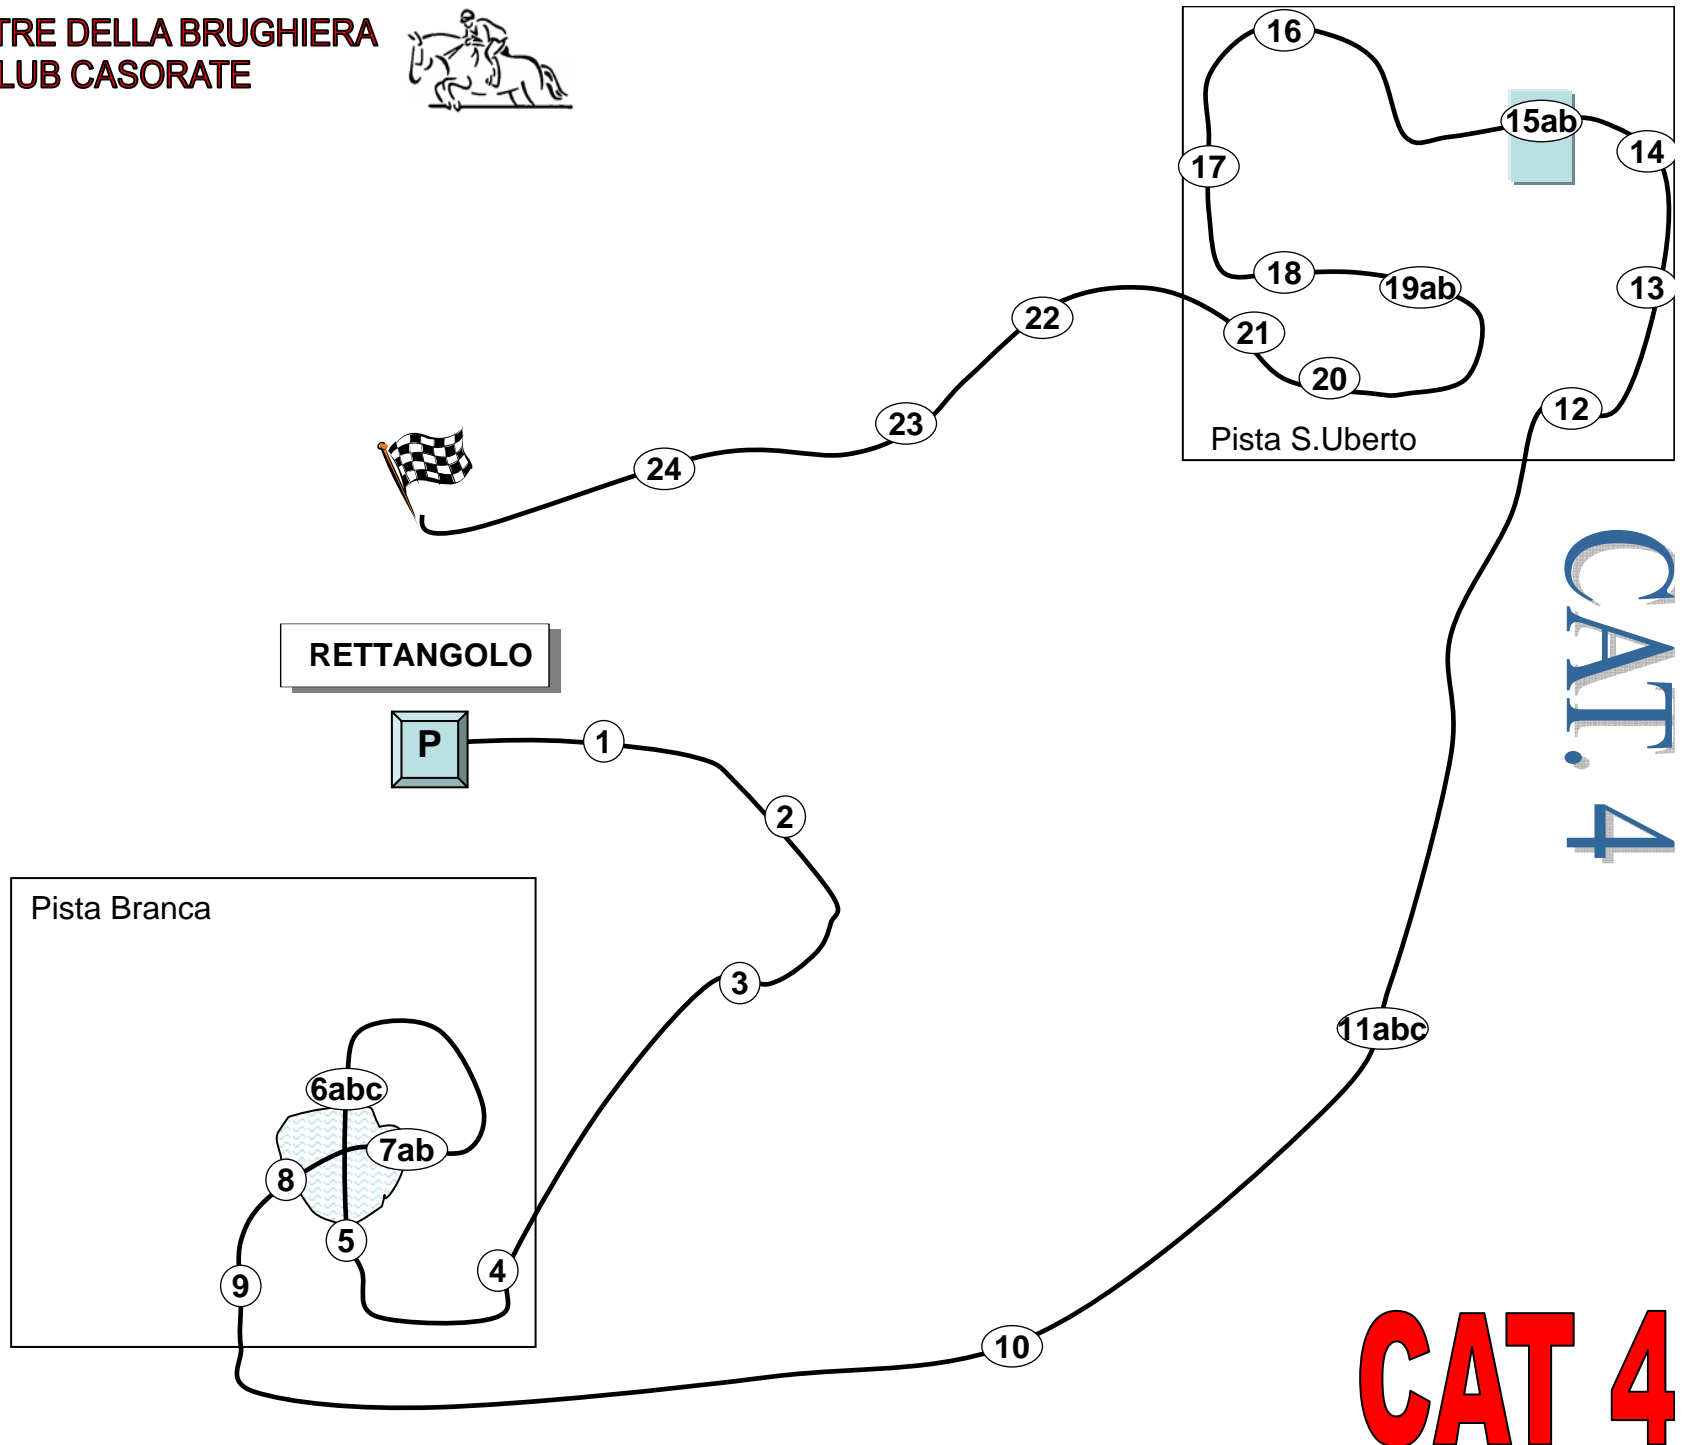 TRE DELLA BRUGHIERA
LUB CASORATE
16
15ab
14
17
18
19ab
13
22
21
20
12
23
Pista S.Uberto
24
CAT. 4
RETTANGOLO
P
1
2
Pista Branca
3
11abc
6abc
7ab
8
5
4
9
10
CAT 4